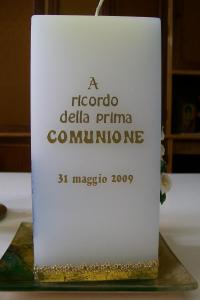 A
ricordo
della prima
COMUNIONE
31 maggio 2009